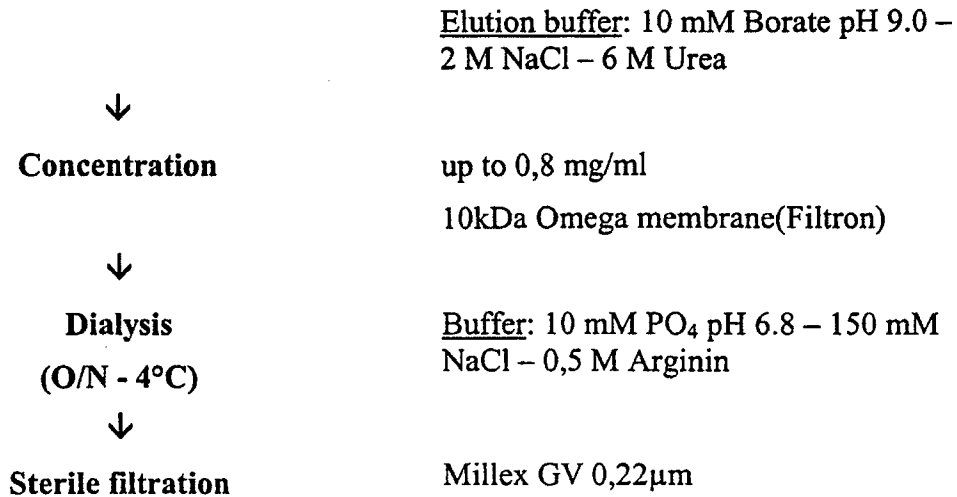 Elution buffer: 10 mM Borate pH 9.0 –
2 M NaCl – 6 M Urea
↓
Concentration up to 0,8 mg/ml
10kDa Omega membrane(Filtron)
↓
Dialysis Buffer: 10 mM PO₄ pH 6.8 – 150 mM
(O/N - 4°C) NaCl – 0,5 M Arginin
↓
Sterile filtration Millex GV 0,22µm